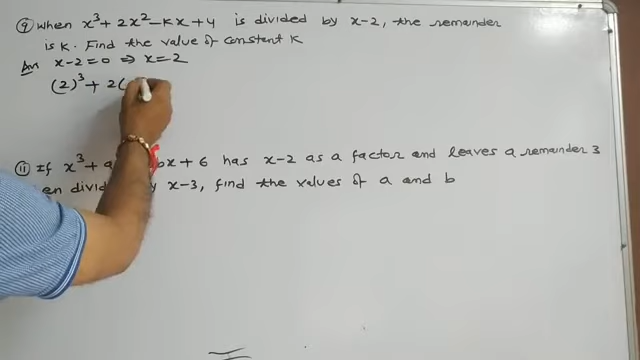 ⑨ When x³ + 2x² - Kx + 4 is divided by x-2, the remainder
is K. Find the value of constant K
Ans x-2=0 ⇒ x=2
(2)³ + 2(
⑪ If x³ + a x + 6 has x-2 as a factor and leaves a remainder 3
en divid y x-3, find the values of a and b